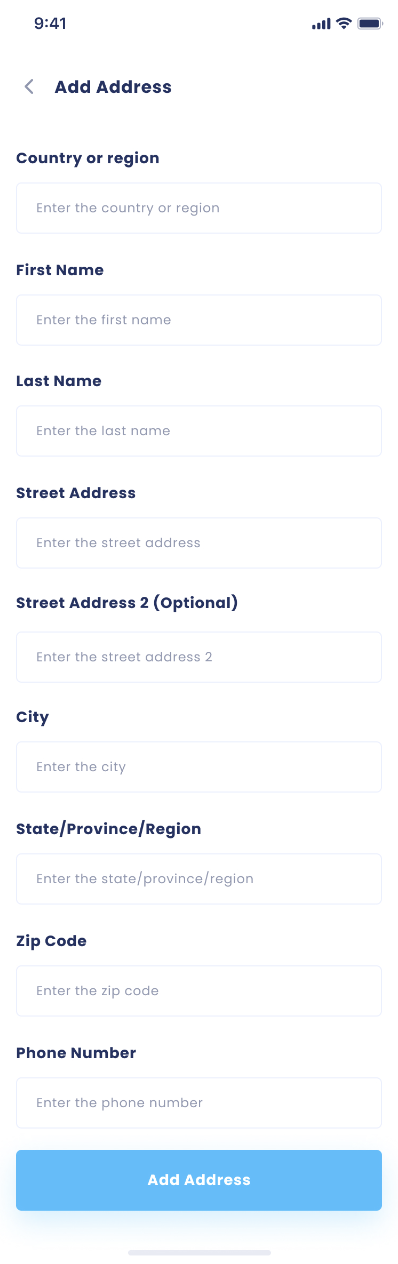 9:41
Add Address
Country or region
Enter the country or region
First Name
Enter the first name
Last Name
Enter the last name
Street Address
Enter the street address
Street Address 2 (Optional)
Enter the street address 2
City
Enter the city
State/Province/Region
Enter the state/province/region
Zip Code
Enter the zip code
Phone Number
Enter the phone number
Add Address